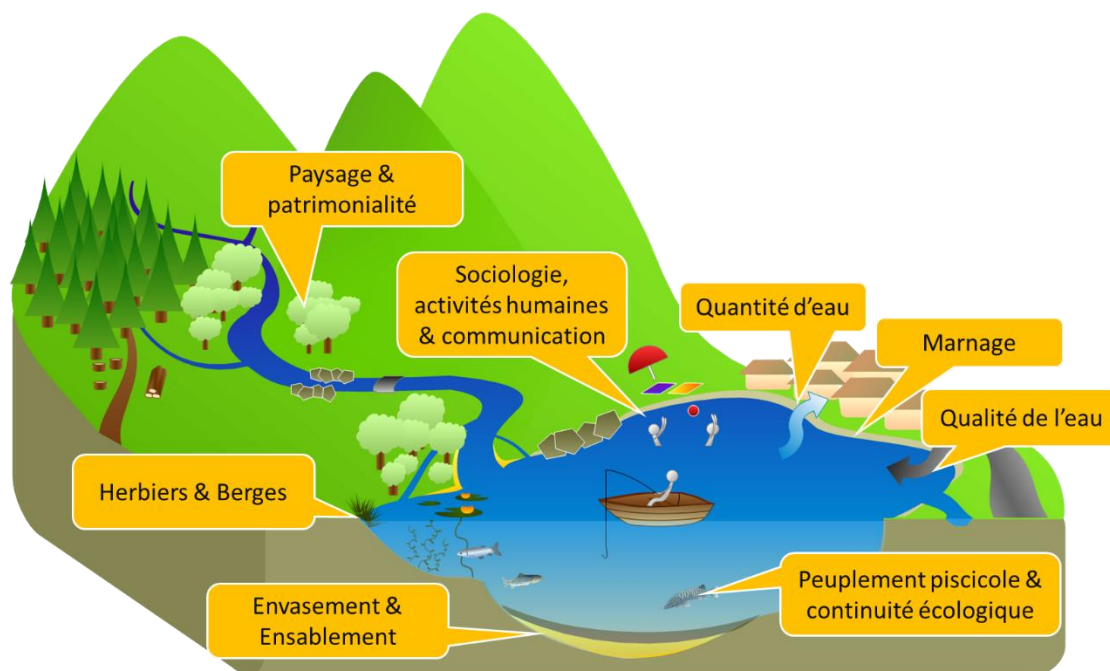 Paysage &
patrimonialité
Sociologie,
activités humaines
& communication
Quantité d'eau
Marnage
Qualité de l'eau
Herbiers & Berges
Envasement &
Ensablement
Peuplement piscicole &
continuité écologique